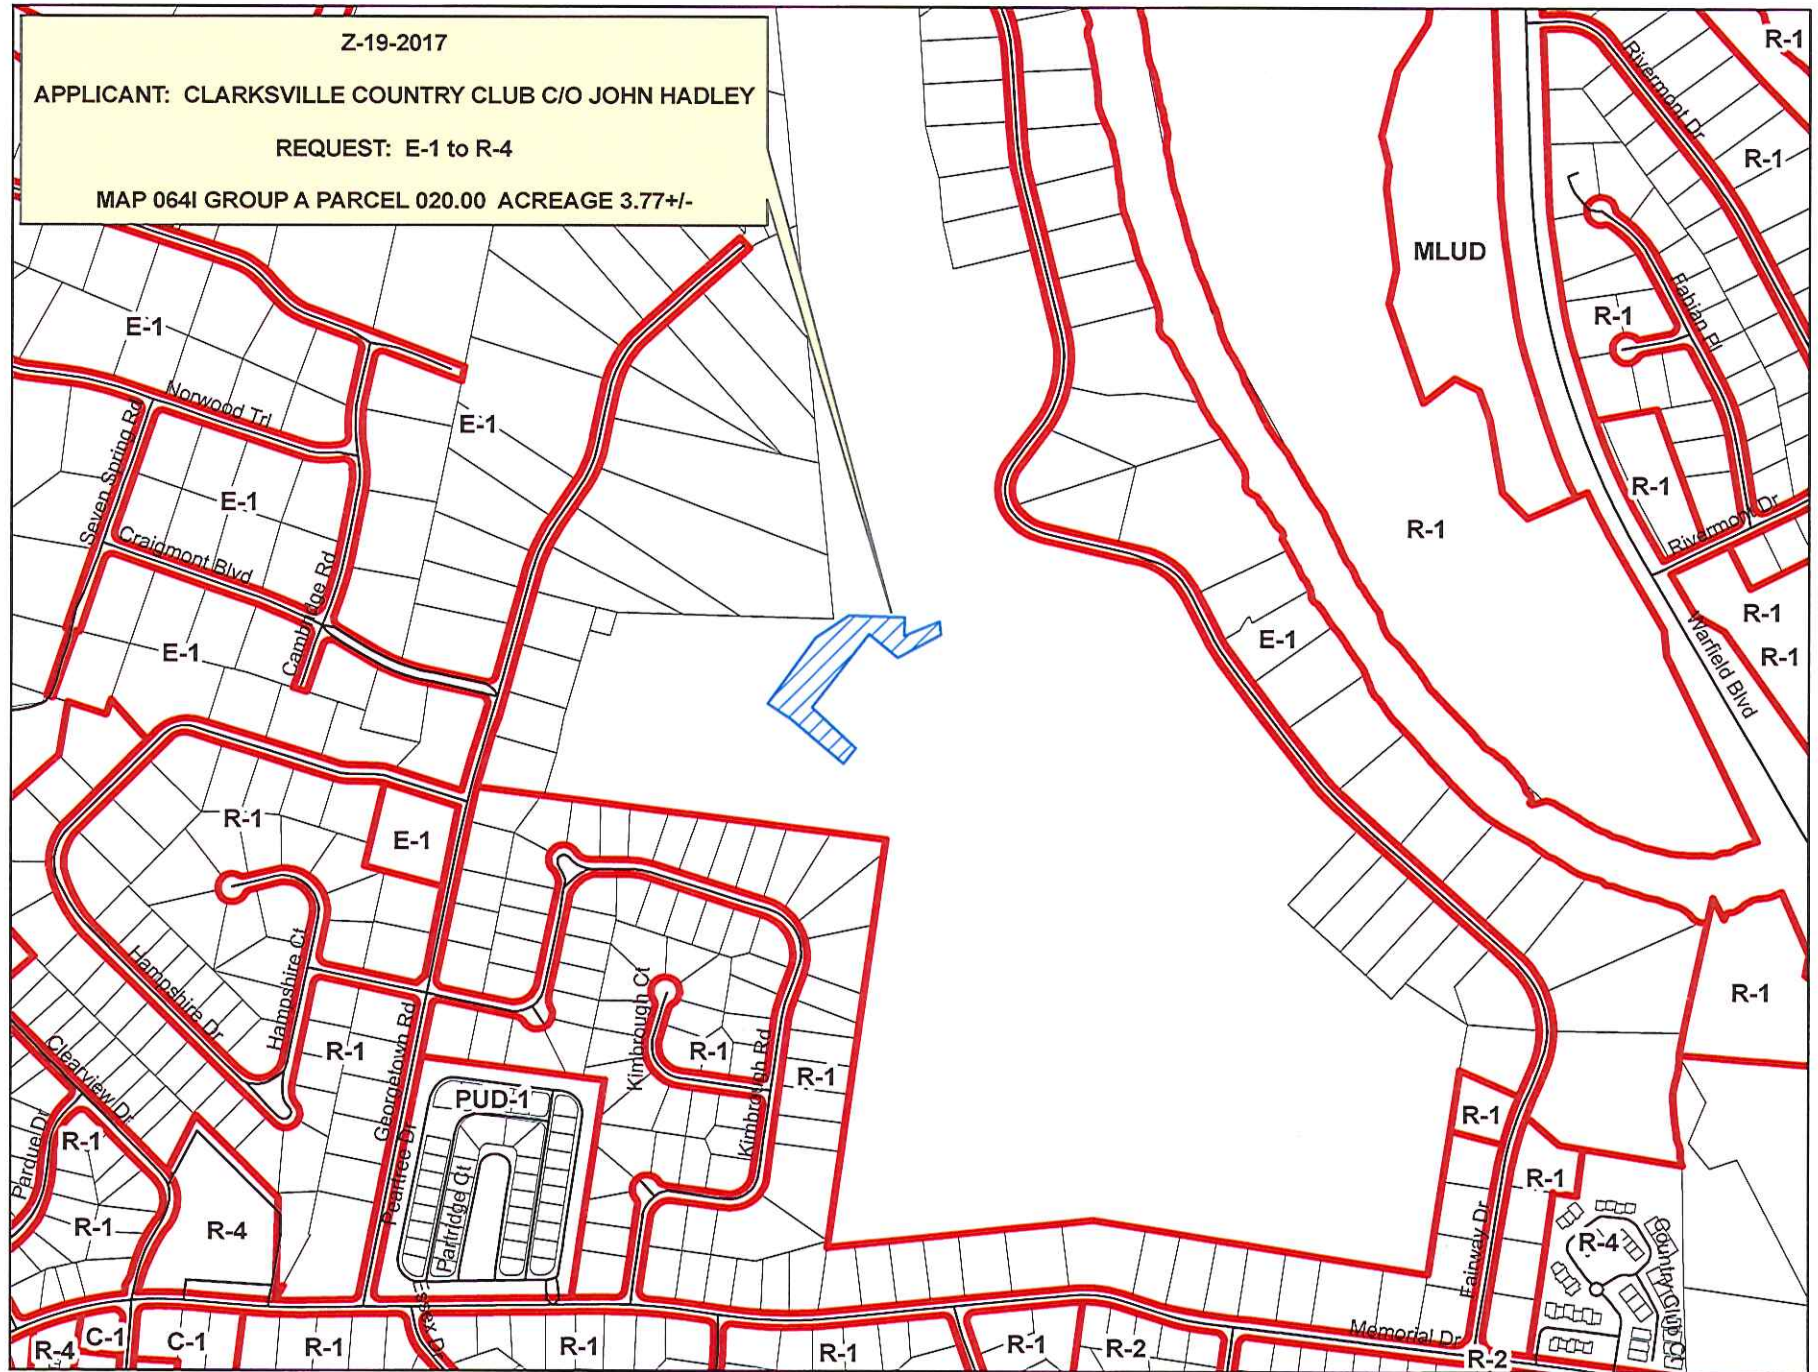 Z-19-2017
APPLICANT: CLARKSVILLE COUNTRY CLUB C/O JOHN HADLEY
REQUEST: E-1 to R-4
MAP 064I GROUP A PARCEL 020.00 ACREAGE 3.77+/-
R-1
Rivermont Dr
R-1
MLUD
Fabian Pl
R-1
E-1
Norwood Trl
E-1
Seven Spring Rd
E-1
R-1
R-1
Rivermont Dr
Craigmont Blvd
Cambridge Rd
E-1
E-1
R-1
R-1
Warfield Blvd
R-1
E-1
Hampshire Dr
Hampshire Ct
Kimbrough Ct
R-1
Georgetown Rd
R-1
R-1
Kimbrough Rd
R-1
Clearview Dr
PUD-1
Peartree Dr
Partridge Ct
Pardue Dr
R-1
R-1
R-4
R-1
R-1
Fairway Dr
R-4
Country Club Ct
Essex Dr
Memorial Dr
R-4
C-1
C-1
R-1
R-1
R-1
R-1
R-2
R-2